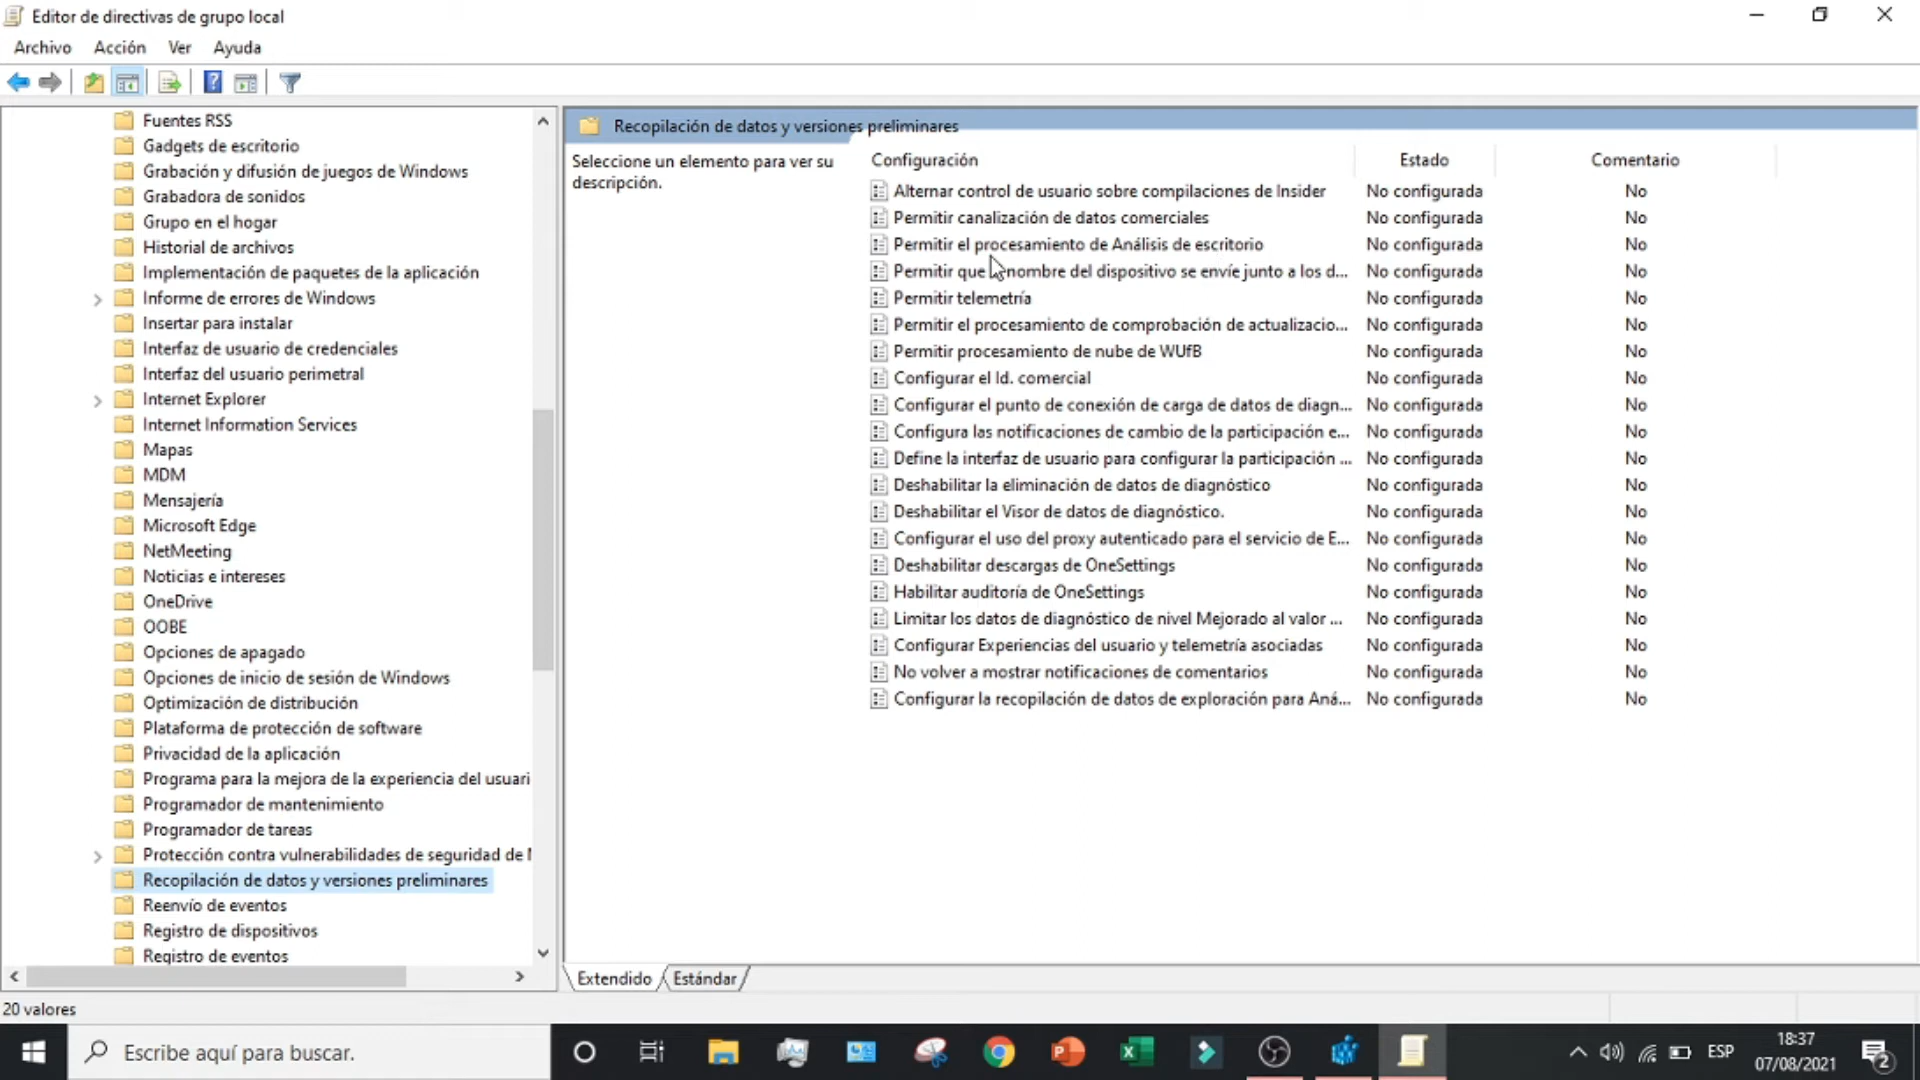 Editor de directivas de grupo local
Archivo Acción Ver Ayuda
Fuentes RSS
Gadgets de escritorio
Grabación y difusión de juegos de Windows
Grabadora de sonidos
Grupo en el hogar
Historial de archivos
Implementación de paquetes de la aplicación
Informe de errores de Windows
Insertar para instalar
Interfaz de usuario de credenciales
Interfaz del usuario perimetral
Internet Explorer
Internet Information Services
Mapas
MDM
Mensajería
Microsoft Edge
NetMeeting
Noticias e intereses
OneDrive
OOBE
Opciones de apagado
Opciones de inicio de sesión de Windows
Optimización de distribución
Plataforma de protección de software
Privacidad de la aplicación
Programa para la mejora de la experiencia del usuari
Programador de mantenimiento
Programador de tareas
Protección contra vulnerabilidades de seguridad de
Recopilación de datos y versiones preliminares
Reenvío de eventos
Registro de dispositivos
Registro de eventos
Recopilación de datos y versiones preliminares
Seleccione un elemento para ver su
descripción.
Configuración Estado Comentario
Alternar control de usuario sobre compilaciones de Insider No configurada No
Permitir canalización de datos comerciales No configurada No
Permitir el procesamiento de Análisis de escritorio No configurada No
Permitir que nombre del dispositivo se envíe junto a los d... No configurada No
Permitir telemetría No configurada No
Permitir el procesamiento de comprobación de actualizacio... No configurada No
Permitir procesamiento de nube de WUfB No configurada No
Configurar el Id. comercial No configurada No
Configurar el punto de conexión de carga de datos de diagn... No configurada No
Configura las notificaciones de cambio de la participación e... No configurada No
Define la interfaz de usuario para configurar la participación ... No configurada No
Deshabilitar la eliminación de datos de diagnóstico No configurada No
Deshabilitar el Visor de datos de diagnóstico. No configurada No
Configurar el uso del proxy autenticado para el servicio de E... No configurada No
Deshabilitar descargas de OneSettings No configurada No
Habilitar auditoría de OneSettings No configurada No
Limitar los datos de diagnóstico de nivel Mejorado al valor ... No configurada No
Configurar Experiencias del usuario y telemetría asociadas No configurada No
No volver a mostrar notificaciones de comentarios No configurada No
Configurar la recopilación de datos de exploración para Aná... No configurada No
Extendido Estándar
20 valores
Escribe aquí para buscar.
ESP
18:37
07/08/2021
2